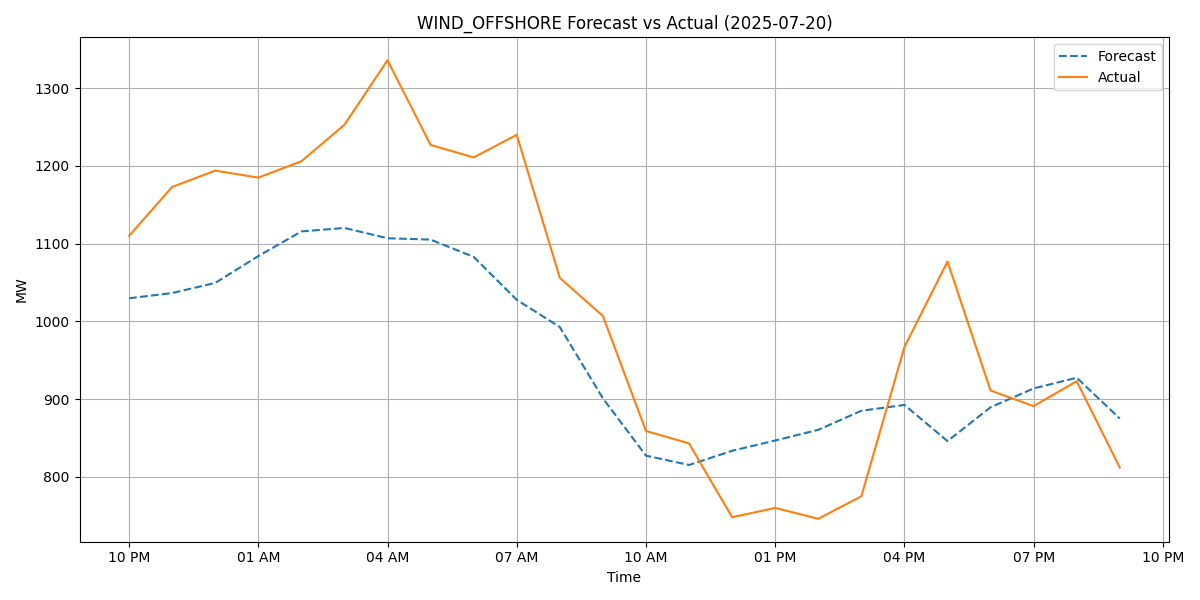 WIND_OFFSHORE Forecast vs Actual (2025-07-20)
Forecast
Actual
MW
1300
1200
1100
1000
900
800
10 PM 01 AM 04 AM 07 AM 10 AM 01 PM 04 PM 07 PM 10 PM
Time